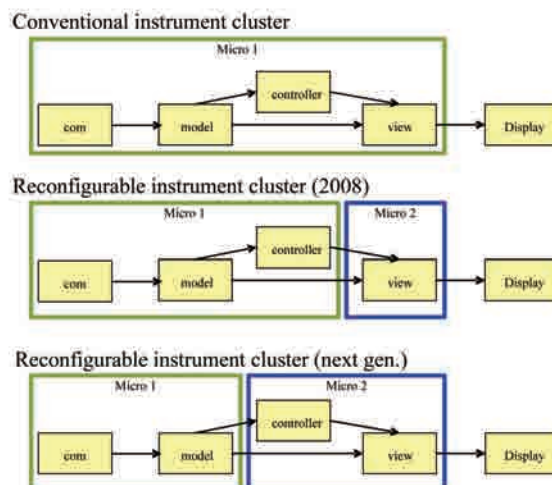 Conventional instrument cluster
Micro 1
controller
com model view Display
Reconfigurable instrument cluster (2008)
Micro 1 Micro 2
controller
com model view Display
Reconfigurable instrument cluster (next gen.)
Micro 1 Micro 2
controller
com model view Display